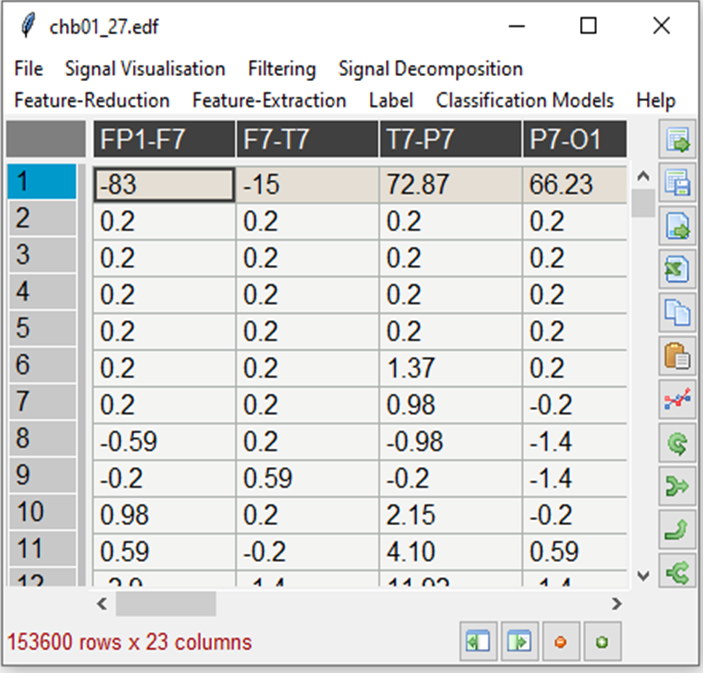 chb01_27.edf
File Signal Visualisation Filtering Signal Decomposition
Feature-Reduction Feature-Extraction Label Classification Models Help
FP1-F7 F7-T7 T7-P7 P7-O1
1 -83 -15 72.87 66.23
2 0.2 0.2 0.2 0.2
3 0.2 0.2 0.2 0.2
4 0.2 0.2 0.2 0.2
5 0.2 0.2 0.2 0.2
6 0.2 0.2 1.37 0.2
7 0.2 0.2 0.98 -0.2
8 -0.59 0.2 -0.98 -1.4
9 -0.2 0.59 -0.2 -1.4
10 0.98 0.2 2.15 -0.2
11 0.59 -0.2 4.10 0.59
12
153600 rows x 23 columns